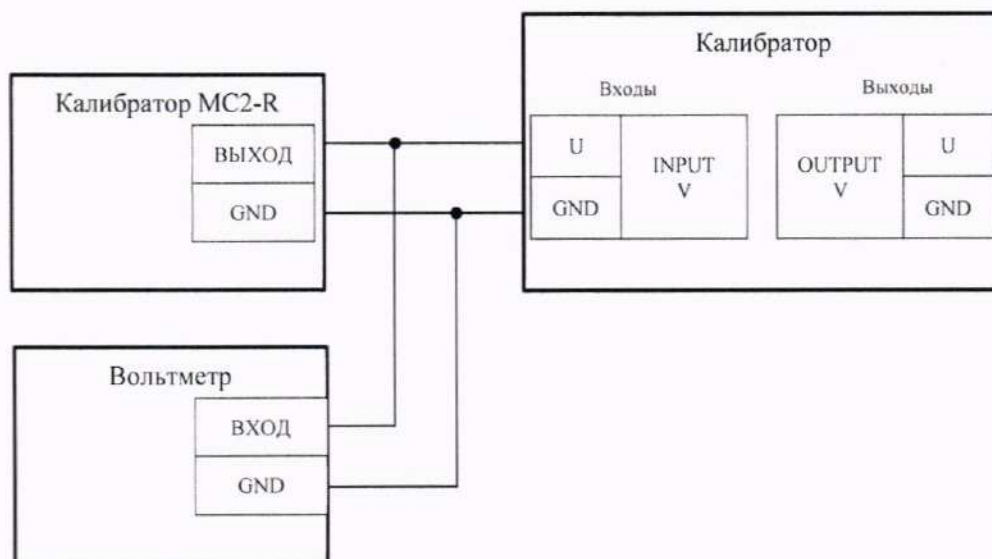 Калибратор MC2-R
ВЫХОД
GND
Калибратор
Входы
Выходы
U
GND
INPUT
V
OUTPUT
V
U
GND
Вольтметр
ВХОД
GND